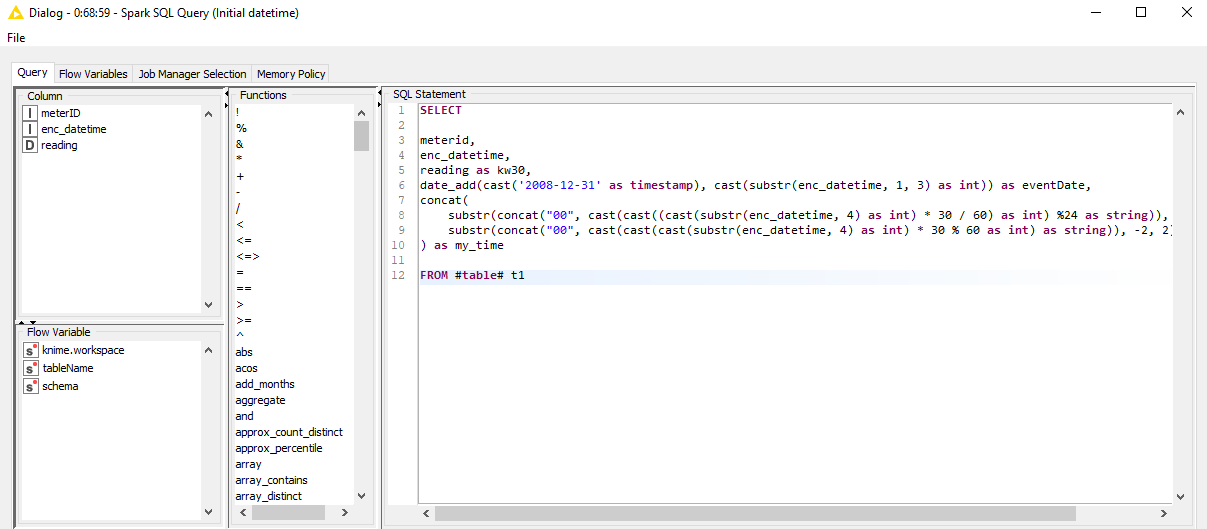 Dialog - 0:68:59 - Spark SQL Query (Initial datetime)
File
Query Flow Variables Job Manager Selection Memory Policy
Column
I meterID
I enc_datetime
D reading
Flow Variable
s knime.workspace
s tableName
s schema
Functions
!
%
&
*
+
-
/
<
<=
<=>
=
==
>
>=
^
abs
acos
add_months
aggregate
and
approx_count_distinct
approx_percentile
array
array_contains
array_distinct
SQL Statement
1 SELECT
2
3 meterid,
4 enc_datetime,
5 reading as kw30,
6 date_add(cast('2008-12-31' as timestamp), cast(substr(enc_datetime, 1, 3) as int)) as eventDate,
7 concat(
8 substr(concat("00", cast(cast((cast(substr(enc_datetime, 4) as int) * 30 / 60) as int) %24 as string)),
9 substr(concat("00", cast(cast(cast(substr(enc_datetime, 4) as int) * 30 % 60 as int) as string)), -2, 2)
10 ) as my_time
11
12 FROM #table# t1